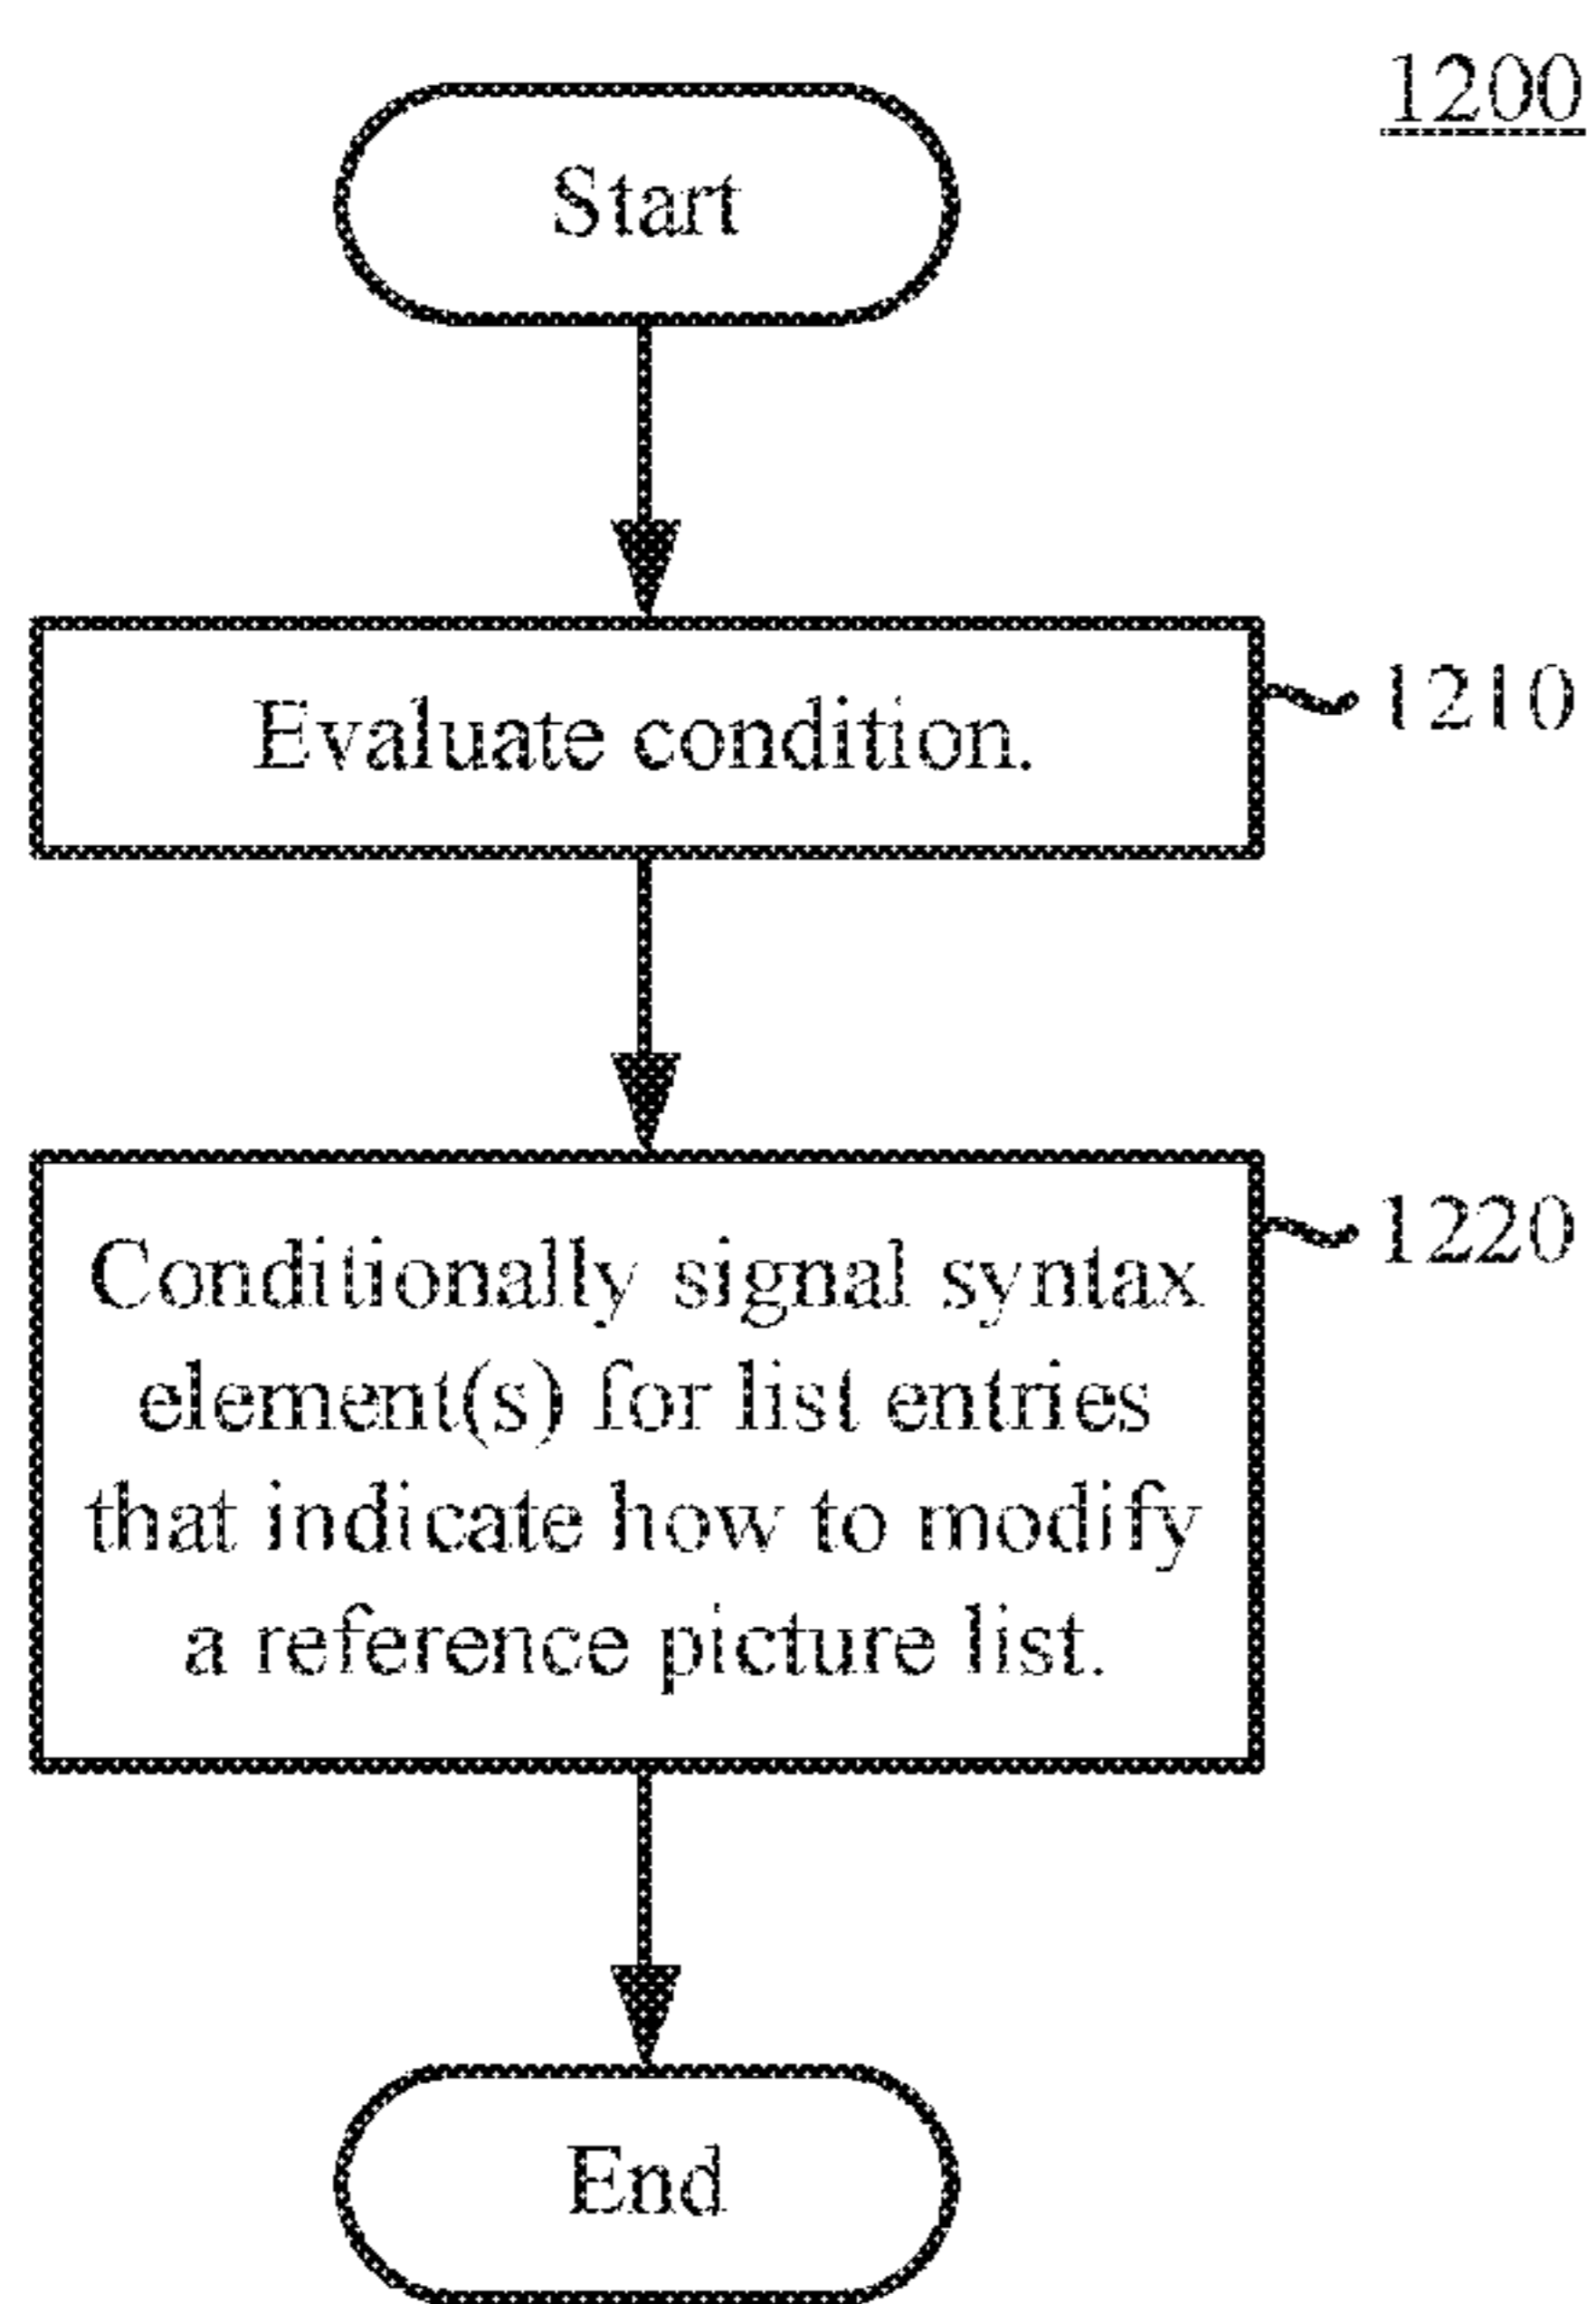 1200
Start
Evaluate condition.
1210
Conditionally signal syntax
element(s) for list entries
that indicate how to modify
a reference picture list.
1220
End